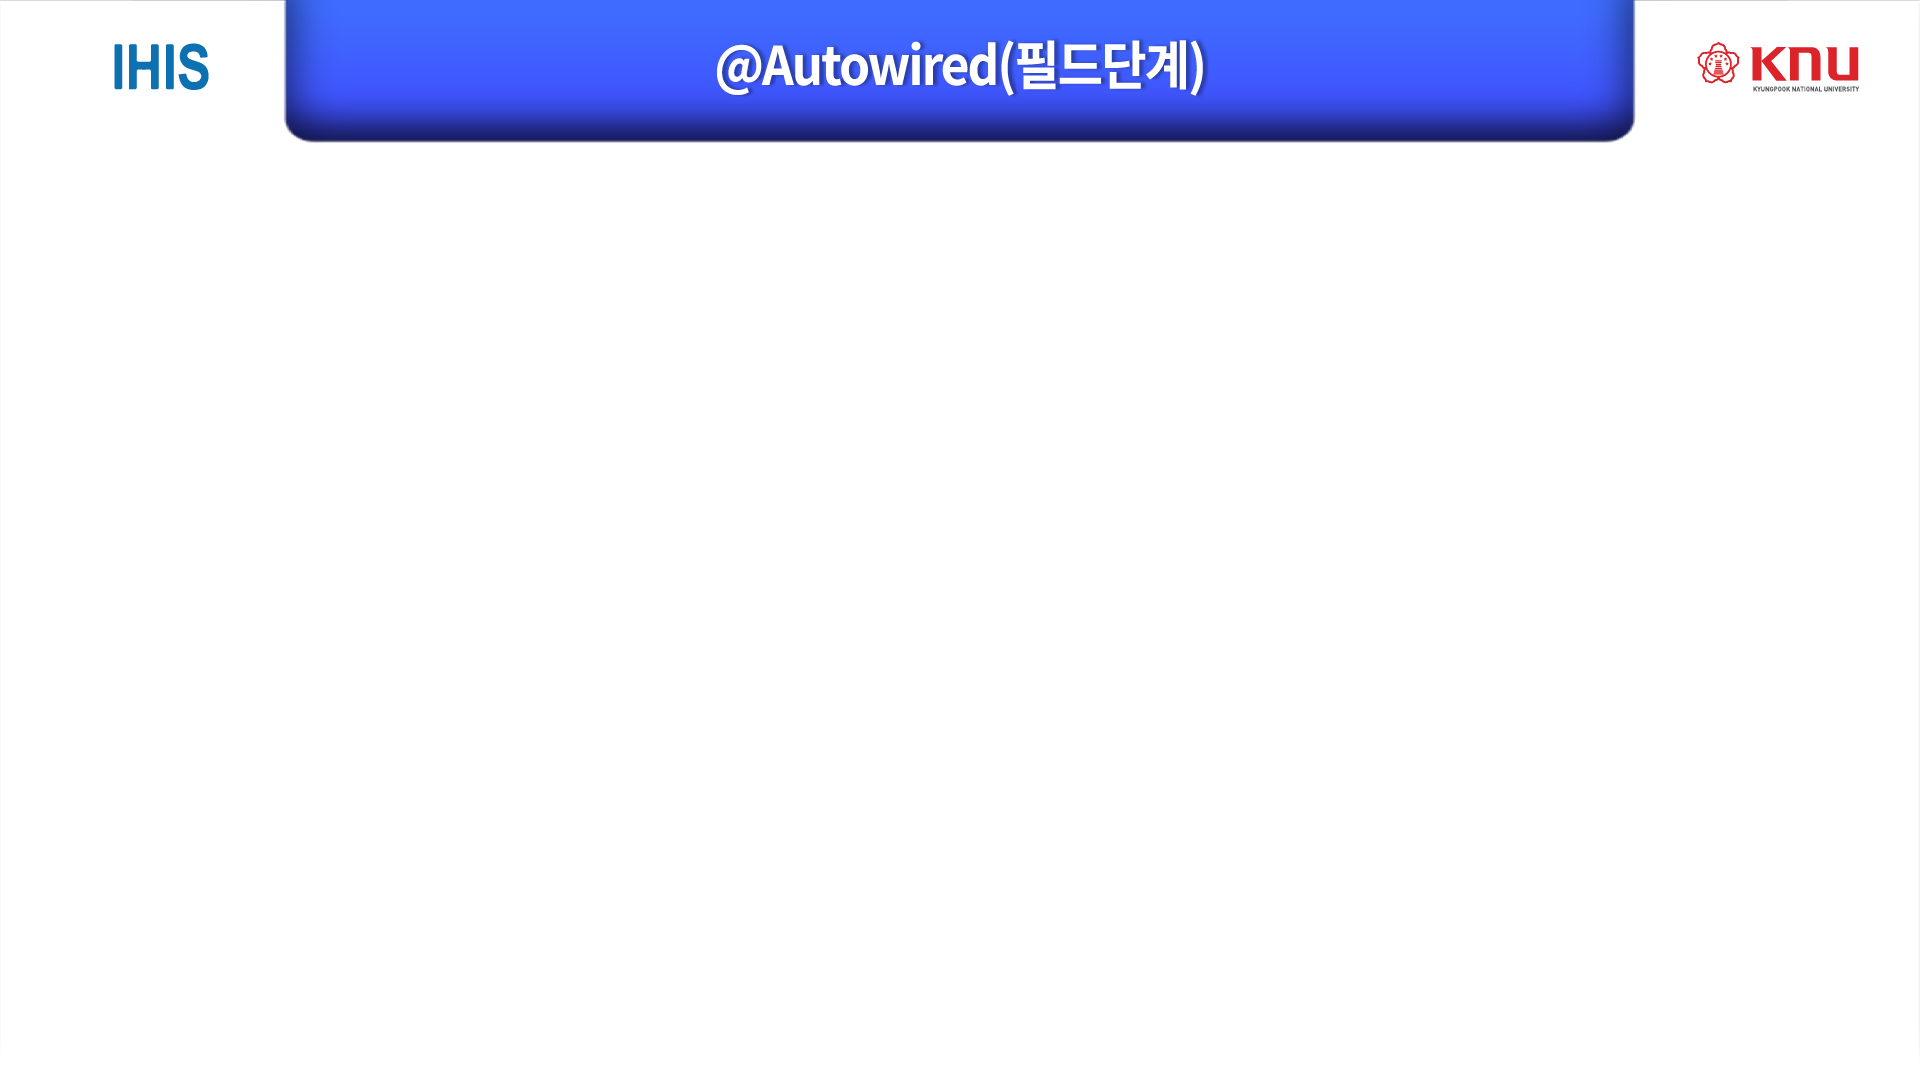 IHIS
@Autowired(필드단계)
KNU
KYUNGPOOK NATIONAL UNIVERSITY